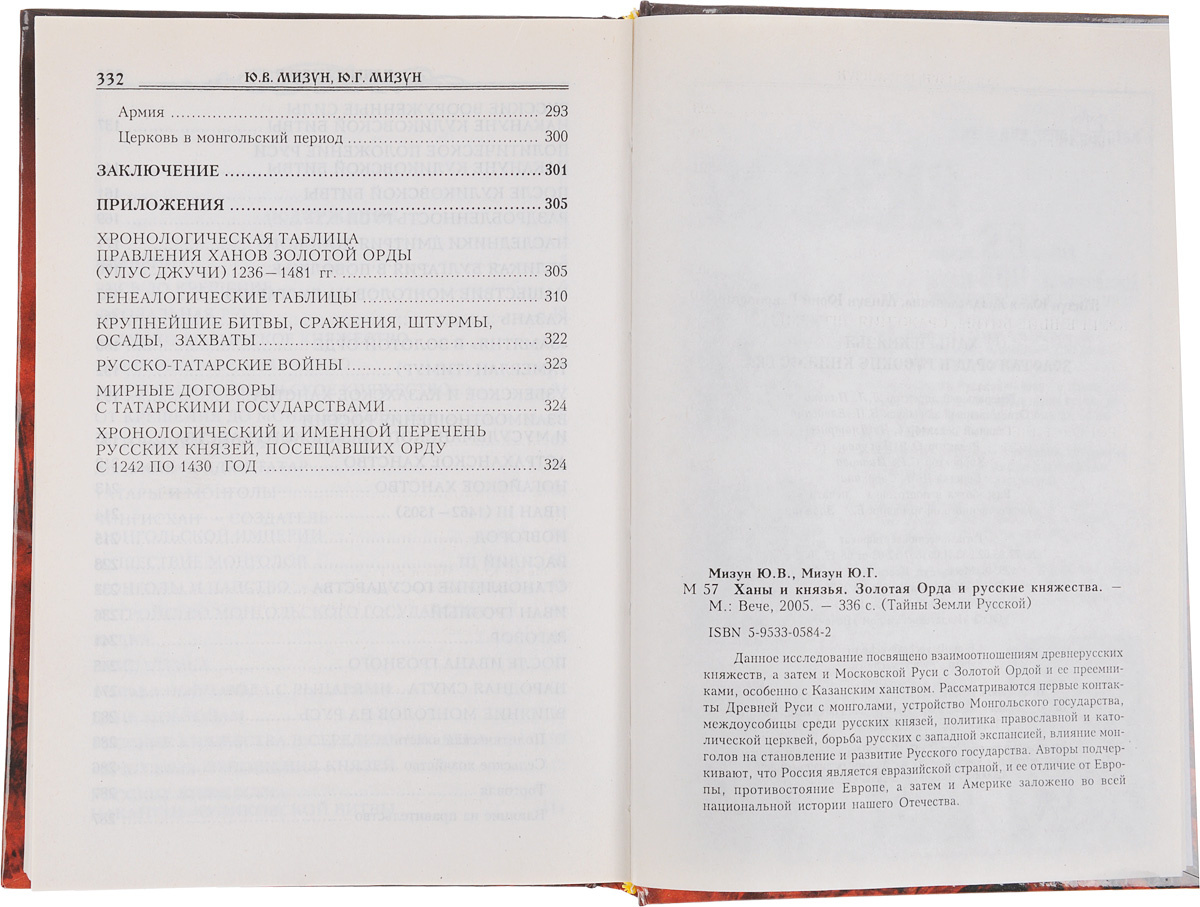 332 Ю.В. МИЗУН, Ю.Г. МИЗУН
Армия 293
Церковь в монгольский период 300
ЗАКЛЮЧЕНИЕ 301
ПРИЛОЖЕНИЯ 305
ХРОНОЛОГИЧЕСКАЯ ТАБЛИЦА
ПРАВЛЕНИЯ ХАНОВ ЗОЛОТОЙ ОРДЫ
(УЛУС ДЖУЧИ) 1236—1481 гг. 305
ГЕНЕАЛОГИЧЕСКИЕ ТАБЛИЦЫ 310
КРУПНЕЙШИЕ БИТВЫ, СРАЖЕНИЯ, ШТУРМЫ,
ОСАДЫ, ЗАХВАТЫ 322
РУССКО-ТАТАРСКИЕ ВОЙНЫ 323
МИРНЫЕ ДОГОВОРЫ
С ТАТАРСКИМИ ГОСУДАРСТВАМИ 324
ХРОНОЛОГИЧЕСКИЙ И ИМЕННОЙ ПЕРЕЧЕНЬ
РУССКИХ КНЯЗЕЙ, ПОСЕЩАВШИХ ОРДУ
С 1242 ПО 1430 ГОД 324
Мизун Ю.В., Мизун Ю.Г.
М 57 Ханы и князья. Золотая Орда и русские княжества. —
М.: Вече, 2005. — 336 с. (Тайны Земли Русской)
ISBN 5-9533-0584-2
Данное исследование посвящено взаимоотношениям древнерусских
княжеств, а затем и Московской Руси с Золотой Ордой и ее преемни-
ками, особенно с Казанским ханством. Рассматриваются первые контак-
ты Древней Руси с монголами, устройство Монгольского государства,
междоусобицы среди русских князей, политика православной и като-
лической церквей, борьба русских с западной экспансией, влияние мон-
голов на становление и развитие Русского государства. Авторы подчер-
кивают, что Россия является евразийской страной, и ее отличие от Евро-
пы, противостояние Европе, а затем и Америке заложено во всей
национальной истории нашего Отечества.